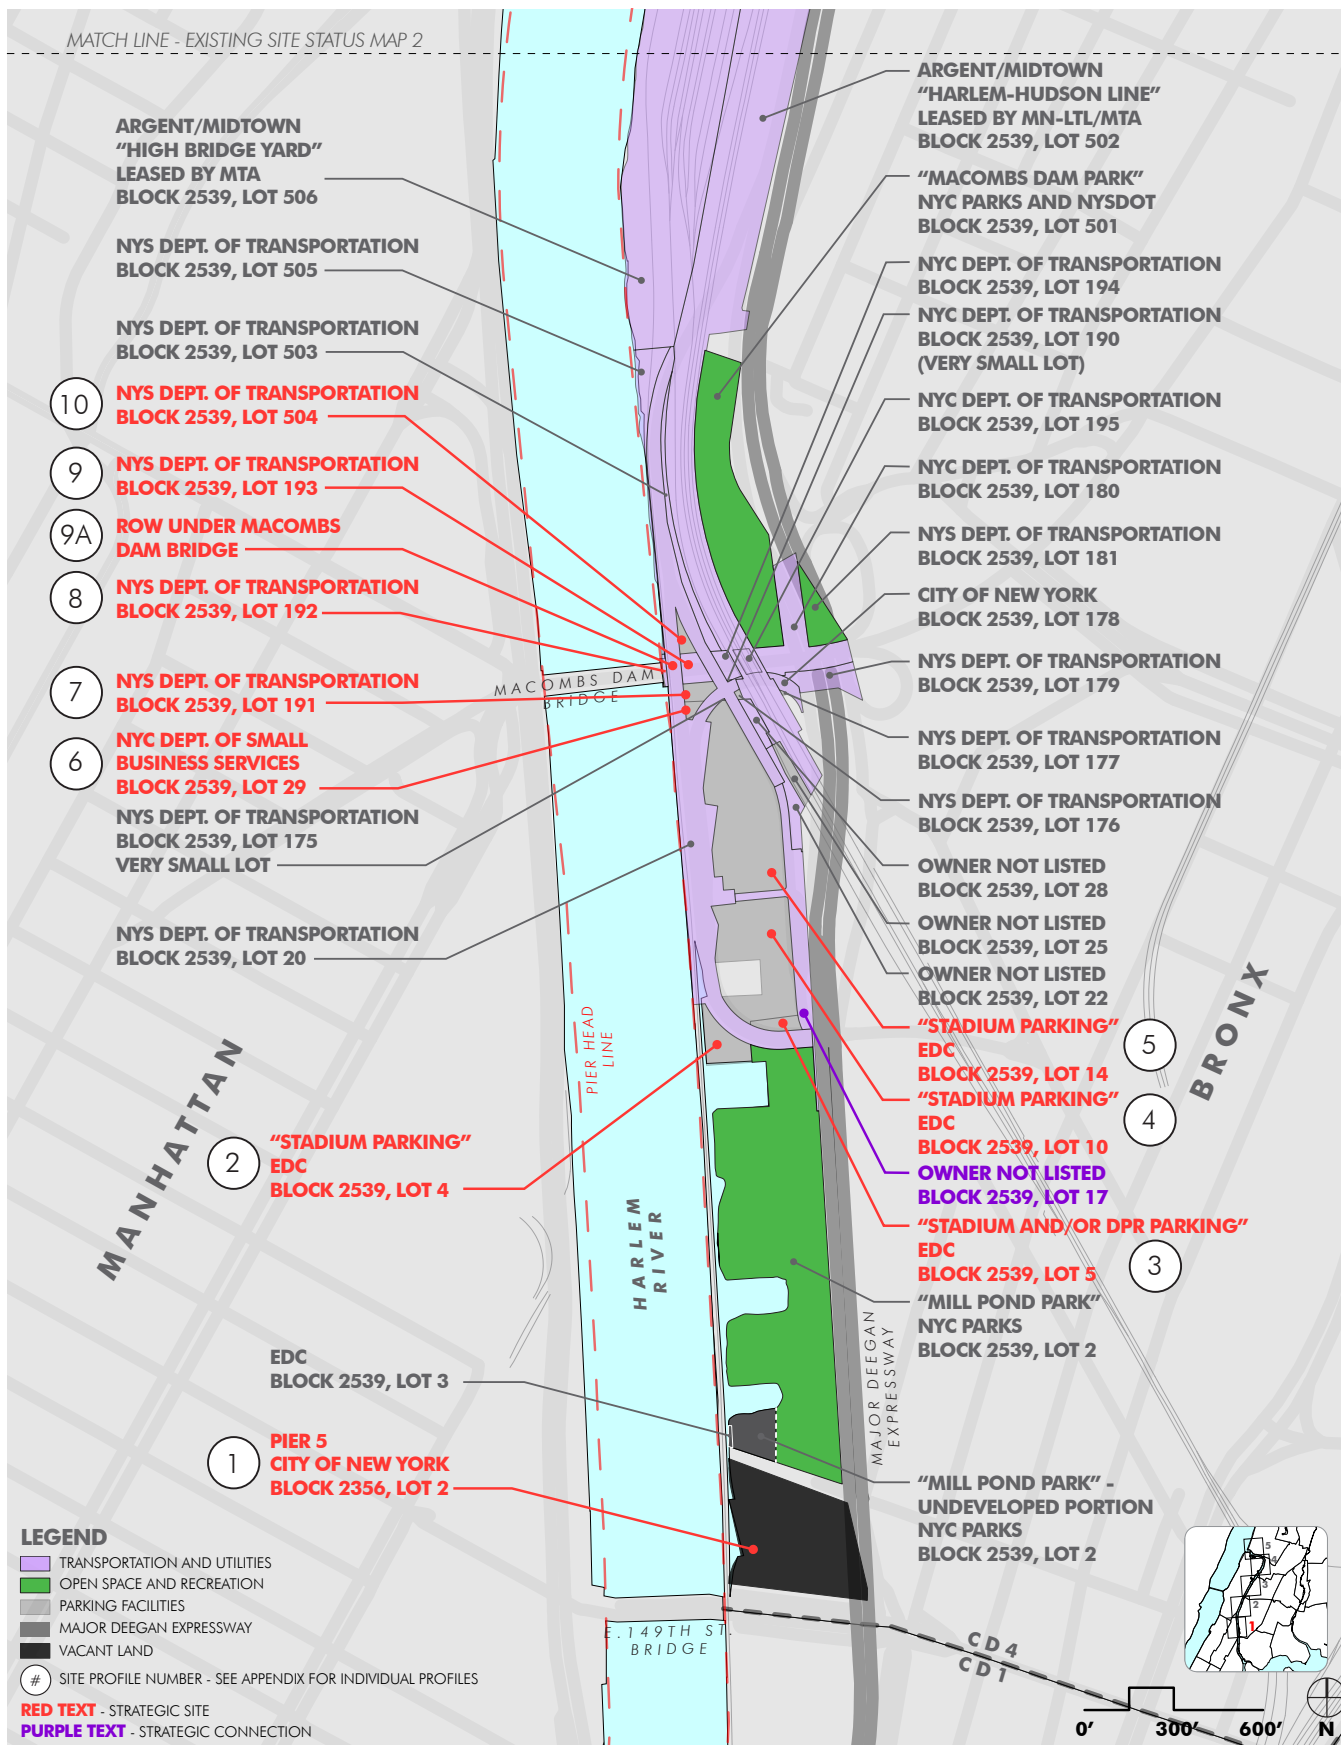 MATCH LINE - EXISTING SITE STATUS MAP 2
ARGENT/MIDTOWN
“HIGH BRIDGE YARD”
LEASED BY MTA
BLOCK 2539, LOT 506
NYS DEPT. OF TRANSPORTATION
BLOCK 2539, LOT 505
NYS DEPT. OF TRANSPORTATION
BLOCK 2539, LOT 503
10
NYS DEPT. OF TRANSPORTATION
BLOCK 2539, LOT 504
9
NYS DEPT. OF TRANSPORTATION
BLOCK 2539, LOT 193
9A
ROW UNDER MACOMBS
DAM BRIDGE
8
NYS DEPT. OF TRANSPORTATION
BLOCK 2539, LOT 192
7
NYS DEPT. OF TRANSPORTATION
BLOCK 2539, LOT 191
6
NYC DEPT. OF SMALL
BUSINESS SERVICES
BLOCK 2539, LOT 29
NYS DEPT. OF TRANSPORTATION
BLOCK 2539, LOT 175
VERY SMALL LOT
NYS DEPT. OF TRANSPORTATION
BLOCK 2539, LOT 20
2
“STADIUM PARKING”
EDC
BLOCK 2539, LOT 4
EDC
BLOCK 2539, LOT 3
1
PIER 5
CITY OF NEW YORK
BLOCK 2356, LOT 2
ARGENT/MIDTOWN
“HARLEM-HUDSON LINE”
LEASED BY MN-LTL/MTA
BLOCK 2539, LOT 502
“MACOMBS DAM PARK”
NYC PARKS AND NYSDOT
BLOCK 2539, LOT 501
NYC DEPT. OF TRANSPORTATION
BLOCK 2539, LOT 194
NYC DEPT. OF TRANSPORTATION
BLOCK 2539, LOT 190
(VERY SMALL LOT)
NYC DEPT. OF TRANSPORTATION
BLOCK 2539, LOT 195
NYC DEPT. OF TRANSPORTATION
BLOCK 2539, LOT 180
NYS DEPT. OF TRANSPORTATION
BLOCK 2539, LOT 181
CITY OF NEW YORK
BLOCK 2539, LOT 178
NYS DEPT. OF TRANSPORTATION
BLOCK 2539, LOT 179
NYS DEPT. OF TRANSPORTATION
BLOCK 2539, LOT 177
NYS DEPT. OF TRANSPORTATION
BLOCK 2539, LOT 176
OWNER NOT LISTED
BLOCK 2539, LOT 28
OWNER NOT LISTED
BLOCK 2539, LOT 25
OWNER NOT LISTED
BLOCK 2539, LOT 22
“STADIUM PARKING”
EDC
BLOCK 2539, LOT 14
5
“STADIUM PARKING”
EDC
BLOCK 2539, LOT 10
4
OWNER NOT LISTED
BLOCK 2539, LOT 17
“STADIUM AND/OR DPR PARKING”
EDC
BLOCK 2539, LOT 5
3
“MILL POND PARK”
NYC PARKS
BLOCK 2539, LOT 2
“MILL POND PARK” -
UNDEVELOPED PORTION
NYC PARKS
BLOCK 2539, LOT 2
MACOMBS DAM
BRIDGE
PIER HEAD
LINE
MANHATTAN
BRONX
HARLEM
RIVER
MAJOR DEEGAN
EXPRESSWAY
E. 149TH ST.
BRIDGE
CD 4
CD 1
LEGEND
TRANSPORTATION AND UTILITIES
OPEN SPACE AND RECREATION
PARKING FACILITIES
MAJOR DEEGAN EXPRESSWAY
VACANT LAND
# SITE PROFILE NUMBER - SEE APPENDIX FOR INDIVIDUAL PROFILES
RED TEXT - STRATEGIC SITE
PURPLE TEXT - STRATEGIC CONNECTION
5
4
3
2
1
0’ 300’ 600’ N